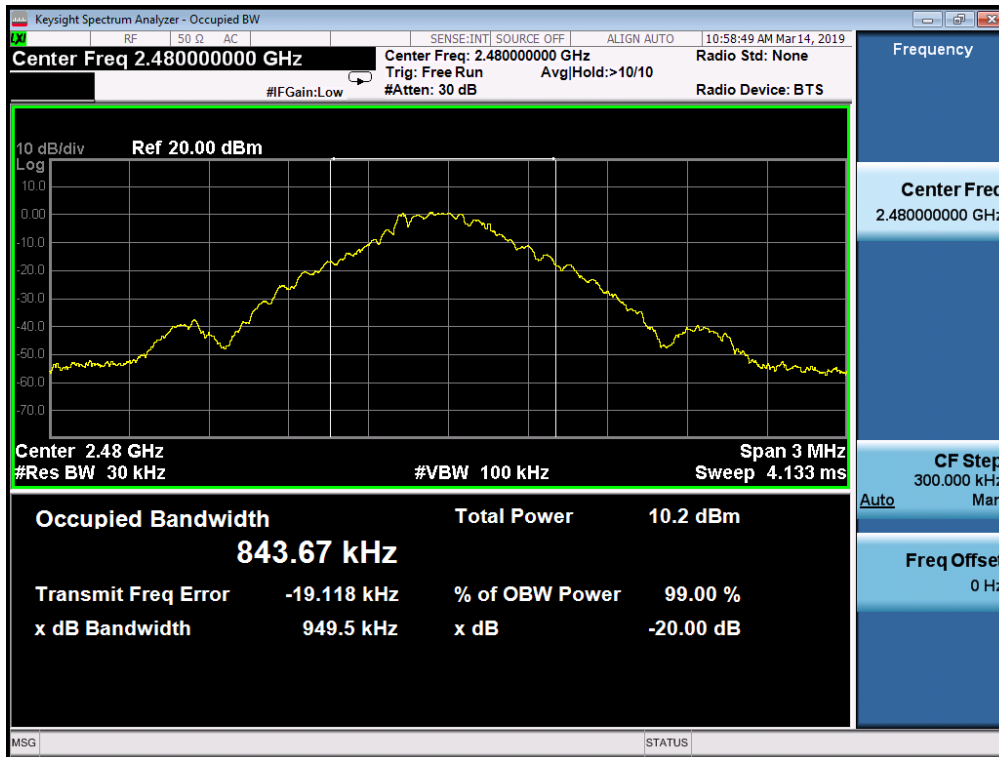 Keysight Spectrum Analyzer - Occupied BW
LXI RF 50 Ω AC SENSE:INT SOURCE OFF ALIGN AUTO 10:58:49 AM Mar 14, 2019
Center Freq 2.480000000 GHz
Center Freq: 2.480000000 GHz Radio Std: None
Trig: Free Run Avg|Hold:>10/10
#IFGain:Low #Atten: 30 dB Radio Device: BTS
10 dB/div Ref 20.00 dBm
Log
10.0
0.00
-10.0
-20.0
-30.0
-40.0
-50.0
-60.0
-70.0
Center 2.48 GHz Span 3 MHz
#Res BW 30 kHz #VBW 100 kHz Sweep 4.133 ms
Occupied Bandwidth Total Power 10.2 dBm
843.67 kHz
Transmit Freq Error -19.118 kHz % of OBW Power 99.00 %
x dB Bandwidth 949.5 kHz x dB -20.00 dB
MSG STATUS
Frequency
Center Freq
2.480000000 GHz
CF Step
300.000 kHz
Auto Man
Freq Offset
0 Hz